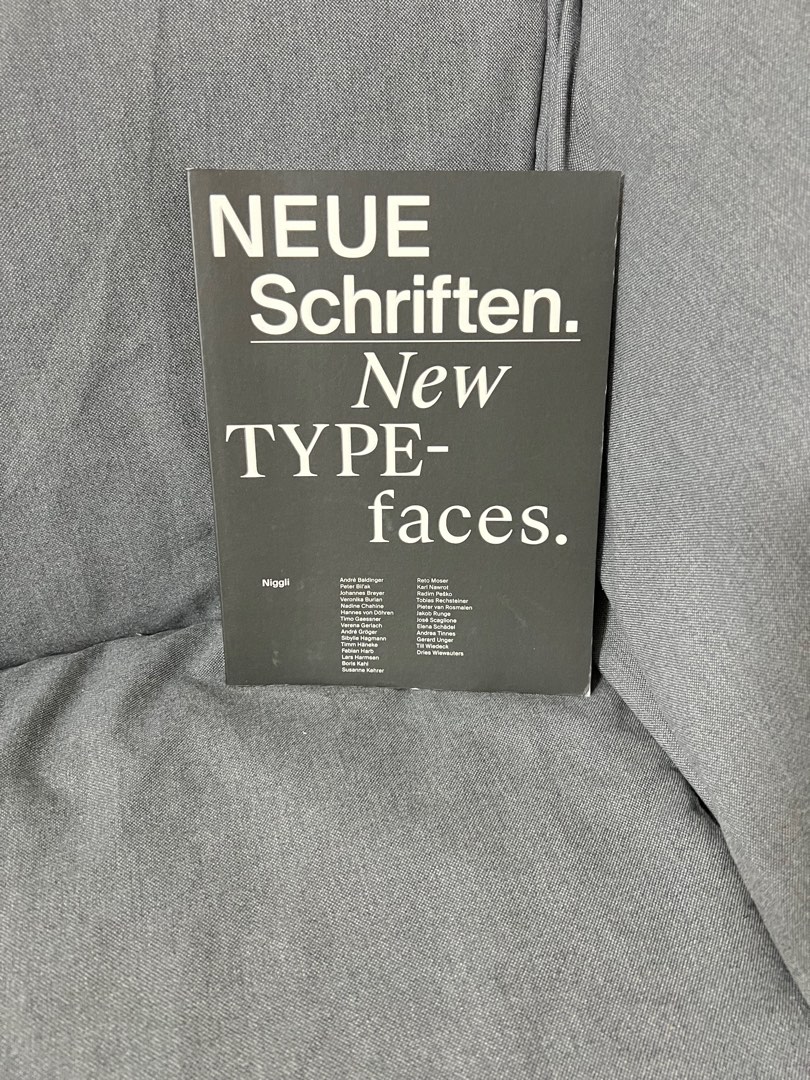 NEUE
Schriften.
New
TYPE-
faces.
Niggli
André Baldinger
Peter Biľak
Johannes Breyer
Veronika Burian
Nadine Chahine
Hannes von Döhren
Timo Gaessner
Verena Gerlach
André Gröger
Sibylle Hagmann
Timm Häneke
Fabian Harb
Lars Harmsen
Boris Kahl
Susanne Kehrer
Reto Moser
Karl Nawrot
Radim Peško
Tobias Rechsteiner
Pieter van Rosmalen
Jakob Runge
José Scaglione
Elena Schädel
Andrea Tinnes
Gerard Unger
Till Wiedeck
Dries Wiewauters